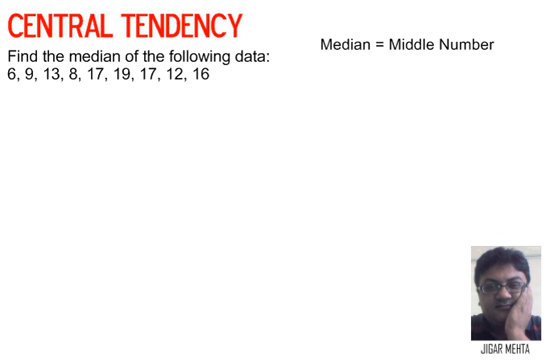 CENTRAL TENDENCY
Find the median of the following data:
6, 9, 13, 8, 17, 19, 17, 12, 16
Median = Middle Number
JIGAR MEHTA